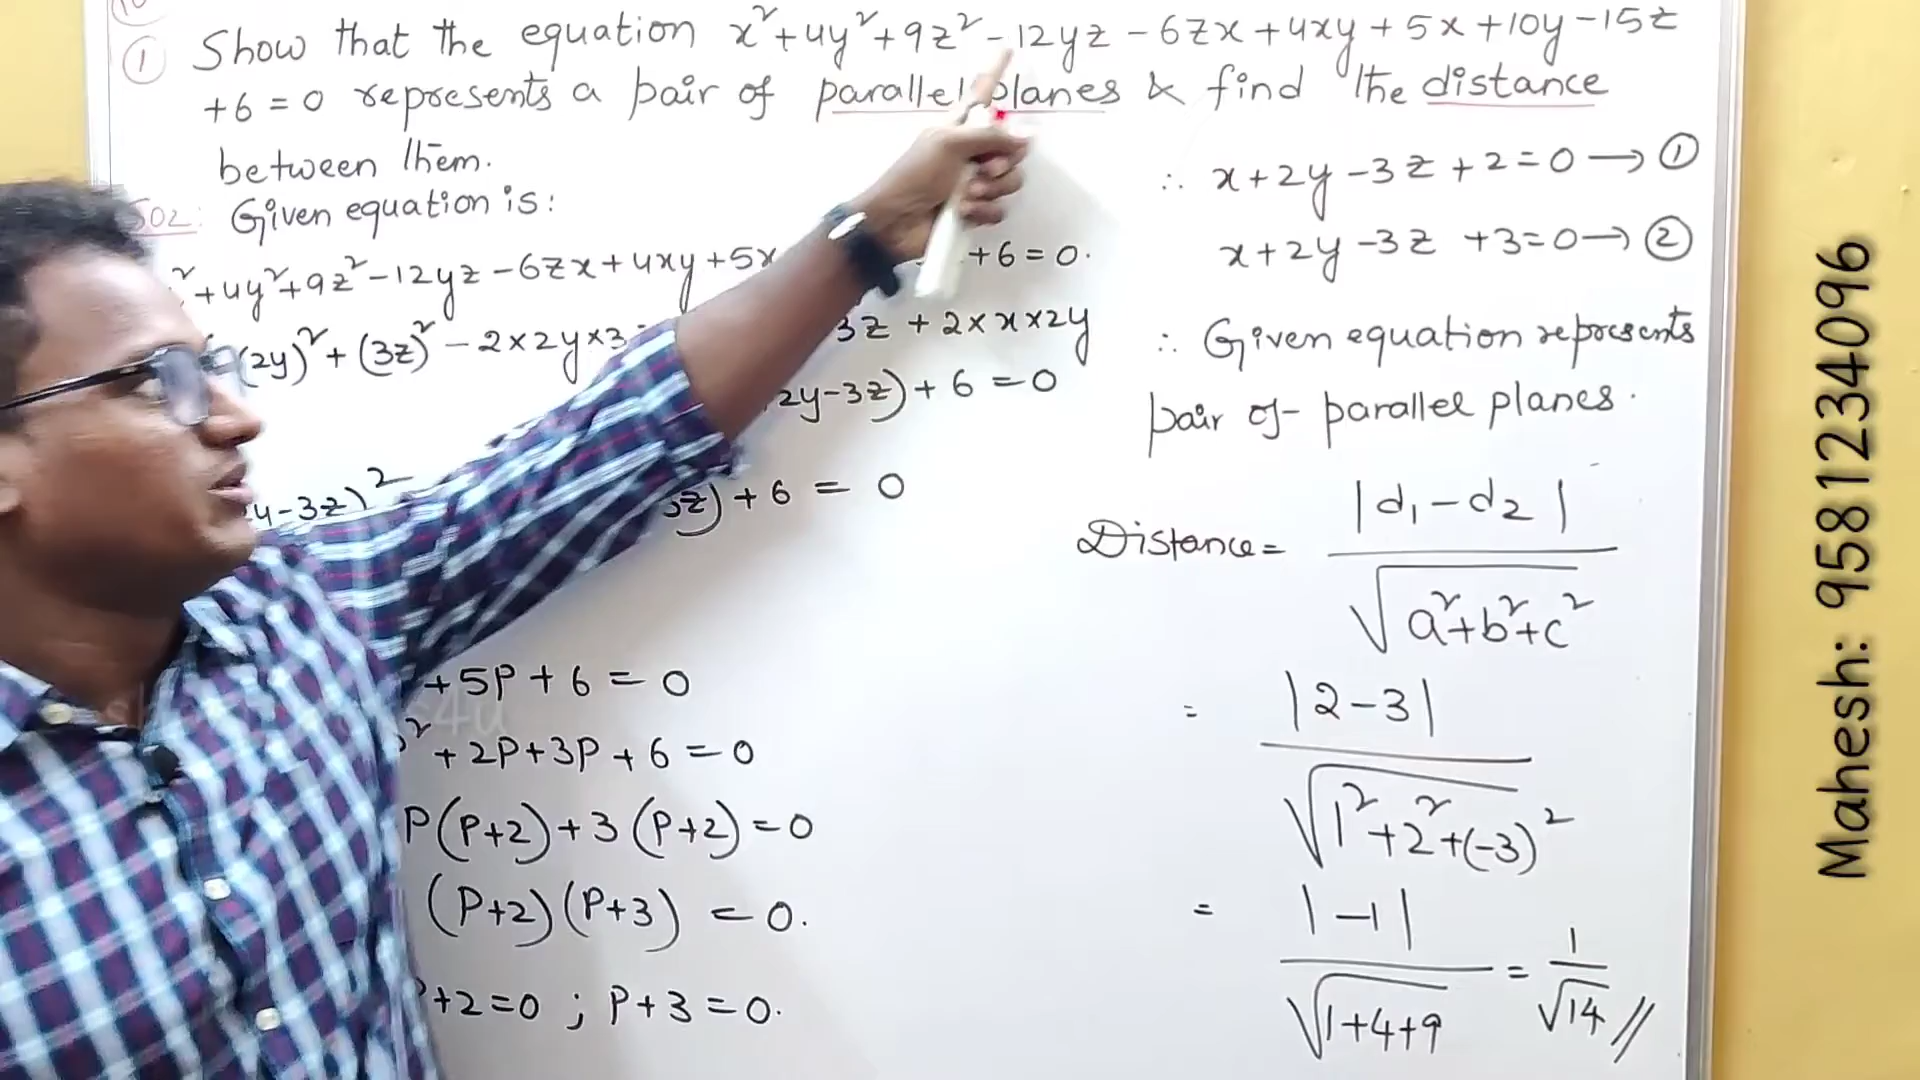 ① Show that the equation x²+4y²+9z²-12yz-6zx+4xy+5x+10y-15z
+6=0 represents a pair of parallel planes & find the distance
between them.
Sol: Given equation is:
²+4y²+9z²-12yz-6zx+4xy+5x +6=0.
(2y)²+(3z)²-2×2y×3 3z+2×x×2y
2y-3z)+6=0
y-3z)² 3z)+6=0
+5P+6=0
²+2P+3P+6=0
P(P+2)+3(P+2)=0
(P+2)(P+3)=0.
+2=0 ; P+3=0.
∴ x+2y-3z+2=0→①
x+2y-3z+3=0→②
∴ Given equation represents
pair of parallel planes.
Distance = |d₁-d₂| / √a²+b²+c²
= |2-3| / √1²+2²+(-3)²
= |-1| / √1+4+9 = 1/√14 //
Mahesh: 9581234096